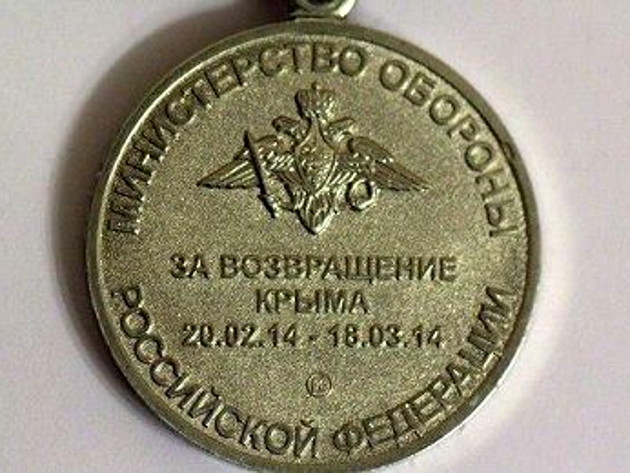 МИНИСТЕРСТВО ОБОРОНЫ
ЗА ВОЗВРАЩЕНИЕ
КРЫМА
20.02.14 - 18.03.14
РОССИЙСКОЙ ФЕДЕРАЦИИ